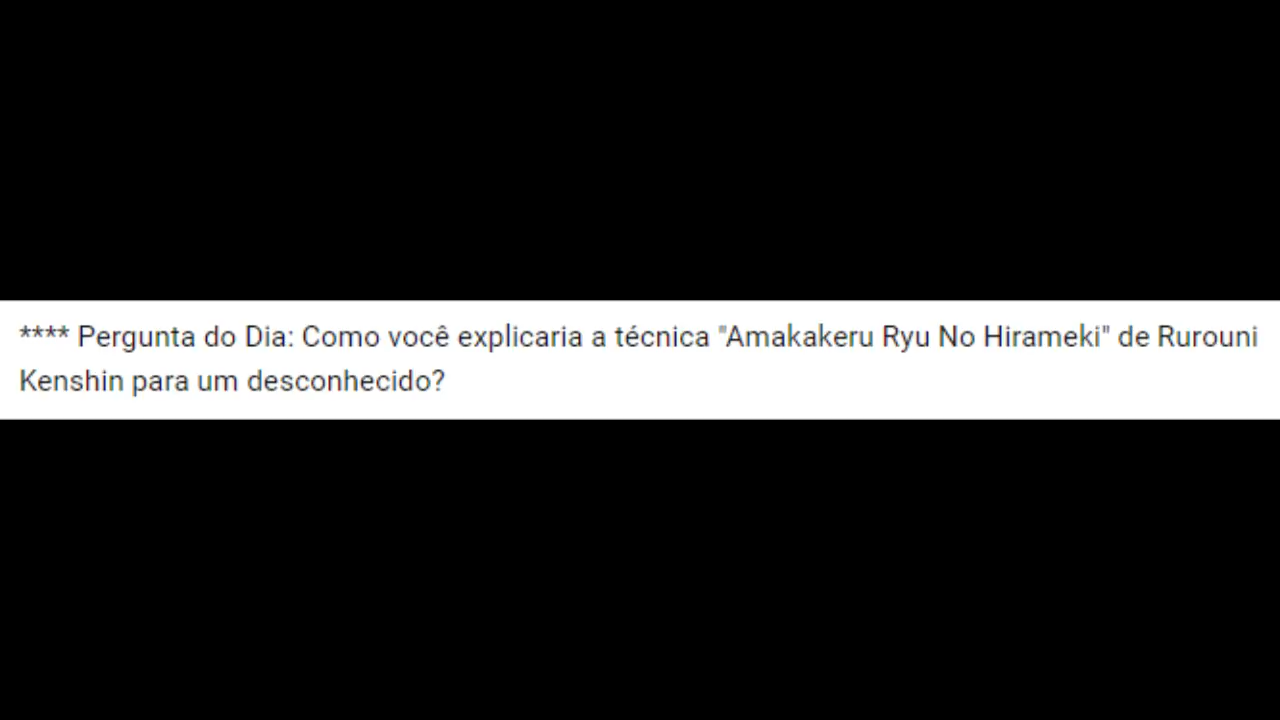 **** Pergunta do Dia: Como você explicaria a técnica "Amakakeru Ryu No Hirameki" de Rurouni
Kenshin para um desconhecido?